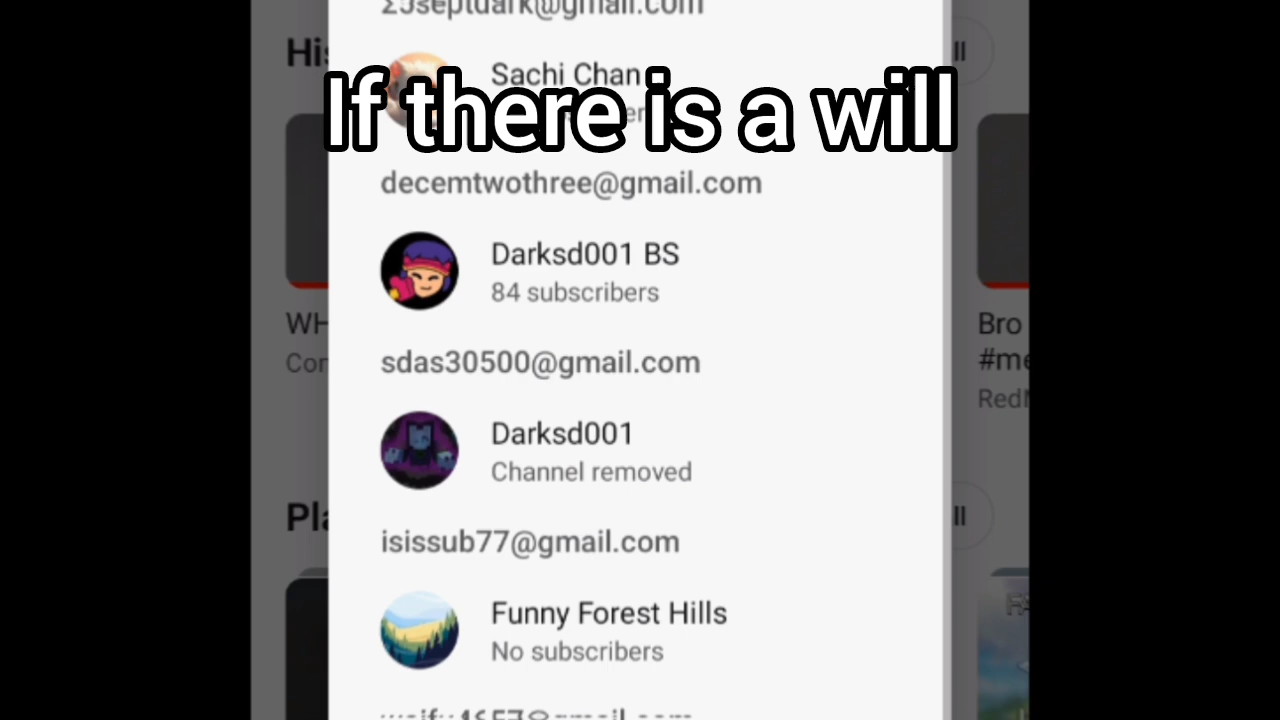 If there is a will
Sachi Chan
decemtwothree@gmail.com
Darksd001 BS
84 subscribers
sdas30500@gmail.com
Darksd001
Channel removed
isissub77@gmail.com
Funny Forest Hills
No subscribers
Bro